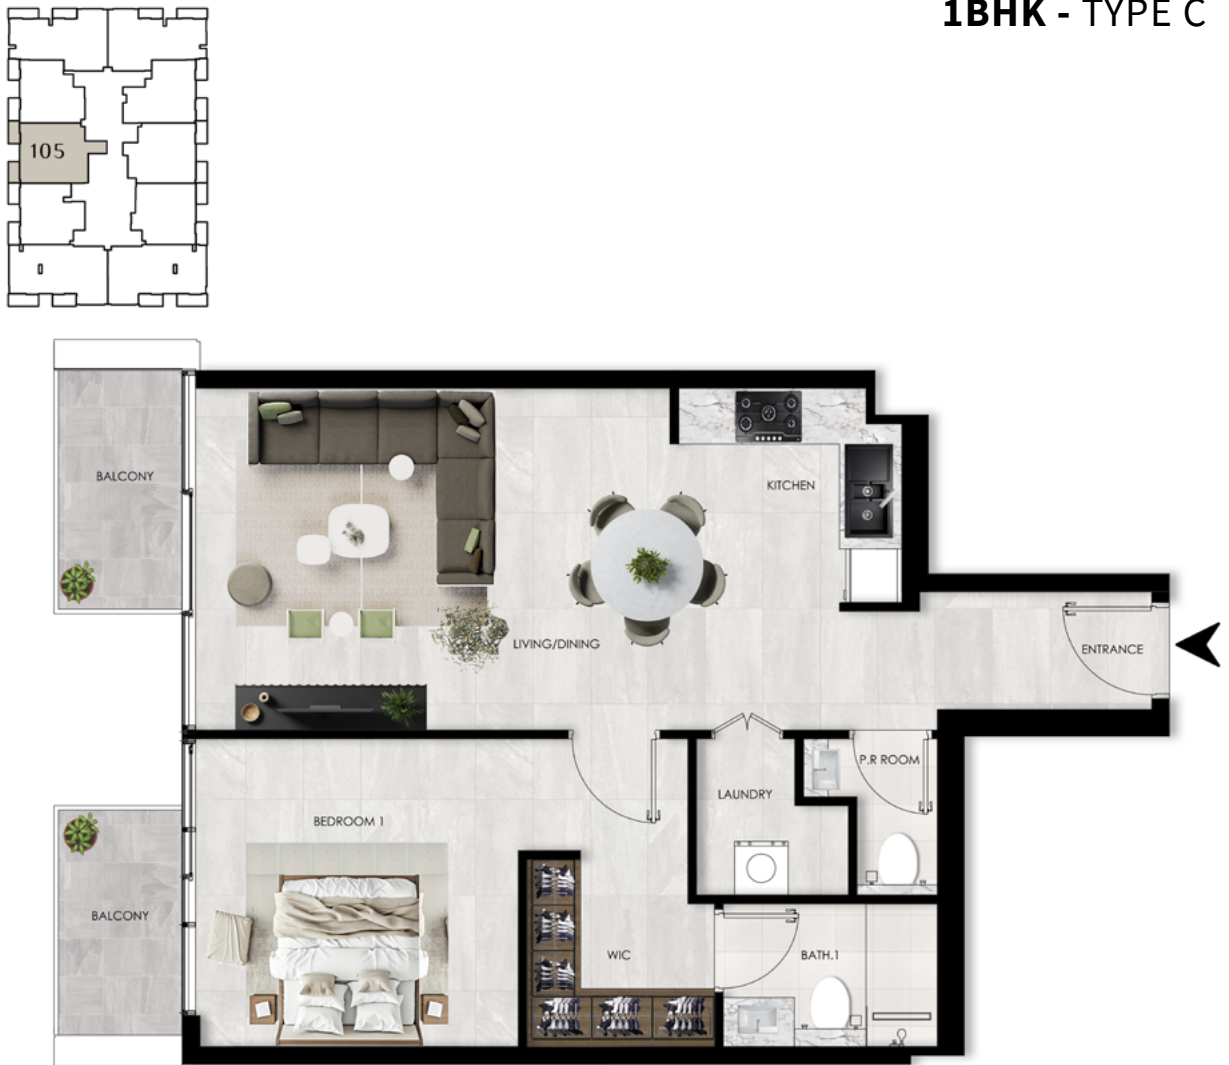 1BHK - TYPE C
105
BALCONY
KITCHEN
LIVING/DINING
ENTRANCE
P.R ROOM
LAUNDRY
BEDROOM 1
BALCONY
WIC
BATH.1